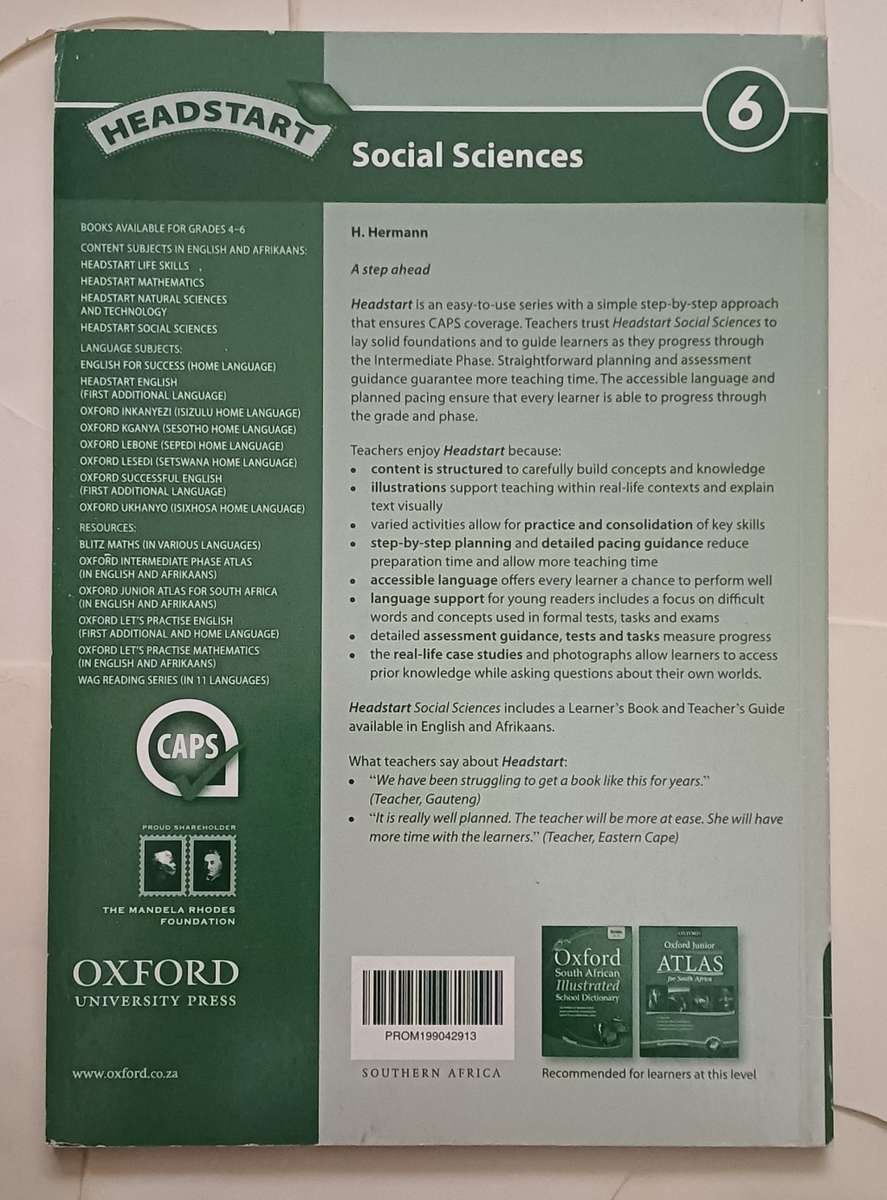 HEADSTART
Social Sciences
6
BOOKS AVAILABLE FOR GRADES 4–6
CONTENT SUBJECTS IN ENGLISH AND AFRIKAANS:
HEADSTART LIFE SKILLS
HEADSTART MATHEMATICS
HEADSTART NATURAL SCIENCES
AND TECHNOLOGY
HEADSTART SOCIAL SCIENCES
LANGUAGE SUBJECTS:
ENGLISH FOR SUCCESS (HOME LANGUAGE)
HEADSTART ENGLISH
(FIRST ADDITIONAL LANGUAGE)
OXFORD INKANYEZI (ISIZULU HOME LANGUAGE)
OXFORD KGANYA (SESOTHO HOME LANGUAGE)
OXFORD LEBONE (SEPEDI HOME LANGUAGE)
OXFORD LESEDI (SETSWANA HOME LANGUAGE)
OXFORD SUCCESSFUL ENGLISH
(FIRST ADDITIONAL LANGUAGE)
OXFORD UKHANYO (ISIXHOSA HOME LANGUAGE)
RESOURCES:
BLITZ MATHS (IN VARIOUS LANGUAGES)
OXFORD INTERMEDIATE PHASE ATLAS
(IN ENGLISH AND AFRIKAANS)
OXFORD JUNIOR ATLAS FOR SOUTH AFRICA
(IN ENGLISH AND AFRIKAANS)
OXFORD LET'S PRACTISE ENGLISH
(FIRST ADDITIONAL AND HOME LANGUAGE)
OXFORD LET'S PRACTISE MATHEMATICS
(IN ENGLISH AND AFRIKAANS)
WAG READING SERIES (IN 11 LANGUAGES)
CAPS
PROUD SHAREHOLDER
THE MANDELA RHODES
FOUNDATION
OXFORD
UNIVERSITY PRESS
www.oxford.co.za
H. Hermann
A step ahead
Headstart is an easy-to-use series with a simple step-by-step approach
that ensures CAPS coverage. Teachers trust Headstart Social Sciences to
lay solid foundations and to guide learners as they progress through
the Intermediate Phase. Straightforward planning and assessment
guidance guarantee more teaching time. The accessible language and
planned pacing ensure that every learner is able to progress through
the grade and phase.
Teachers enjoy Headstart because:
• content is structured to carefully build concepts and knowledge
• illustrations support teaching within real-life contexts and explain
text visually
• varied activities allow for practice and consolidation of key skills
• step-by-step planning and detailed pacing guidance reduce
preparation time and allow more teaching time
• accessible language offers every learner a chance to perform well
• language support for young readers includes a focus on difficult
words and concepts used in formal tests, tasks and exams
• detailed assessment guidance, tests and tasks measure progress
• the real-life case studies and photographs allow learners to access
prior knowledge while asking questions about their own worlds.
Headstart Social Sciences includes a Learner's Book and Teacher's Guide
available in English and Afrikaans.
What teachers say about Headstart:
• "We have been struggling to get a book like this for years."
(Teacher, Gauteng)
• "It is really well planned. The teacher will be more at ease. She will have
more time with the learners." (Teacher, Eastern Cape)
PROM199042913
SOUTHERN AFRICA
Oxford
South African
Illustrated
School Dictionary
OXFORD
Oxford Junior
ATLAS
for South Africa
Recommended for learners at this level